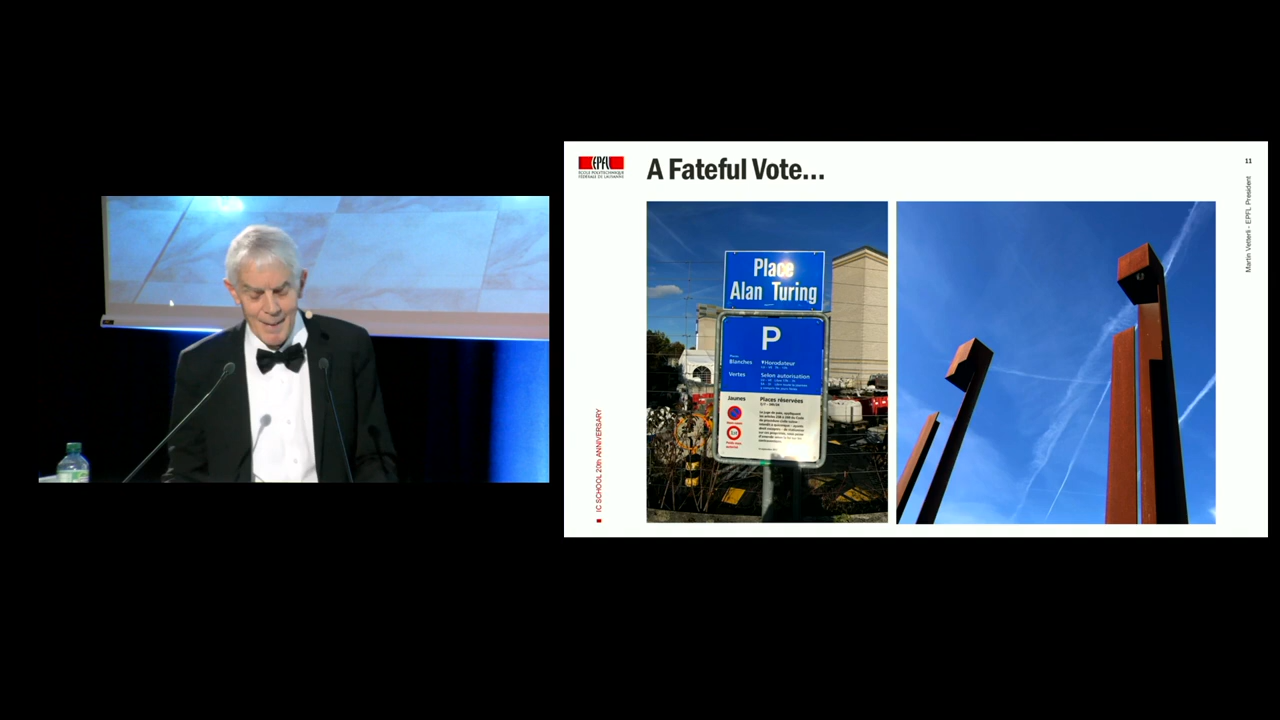 EPFL
ÉCOLE POLYTECHNIQUE
FÉDÉRALE DE LAUSANNE
A Fateful Vote...
11
Martin Vetterli - EPFL President
IC SCHOOL 20th ANNIVERSARY
Place
Alan Turing
P
Blanches Horodateur
Vertes Selon autorisation
Jaunes Places réservées